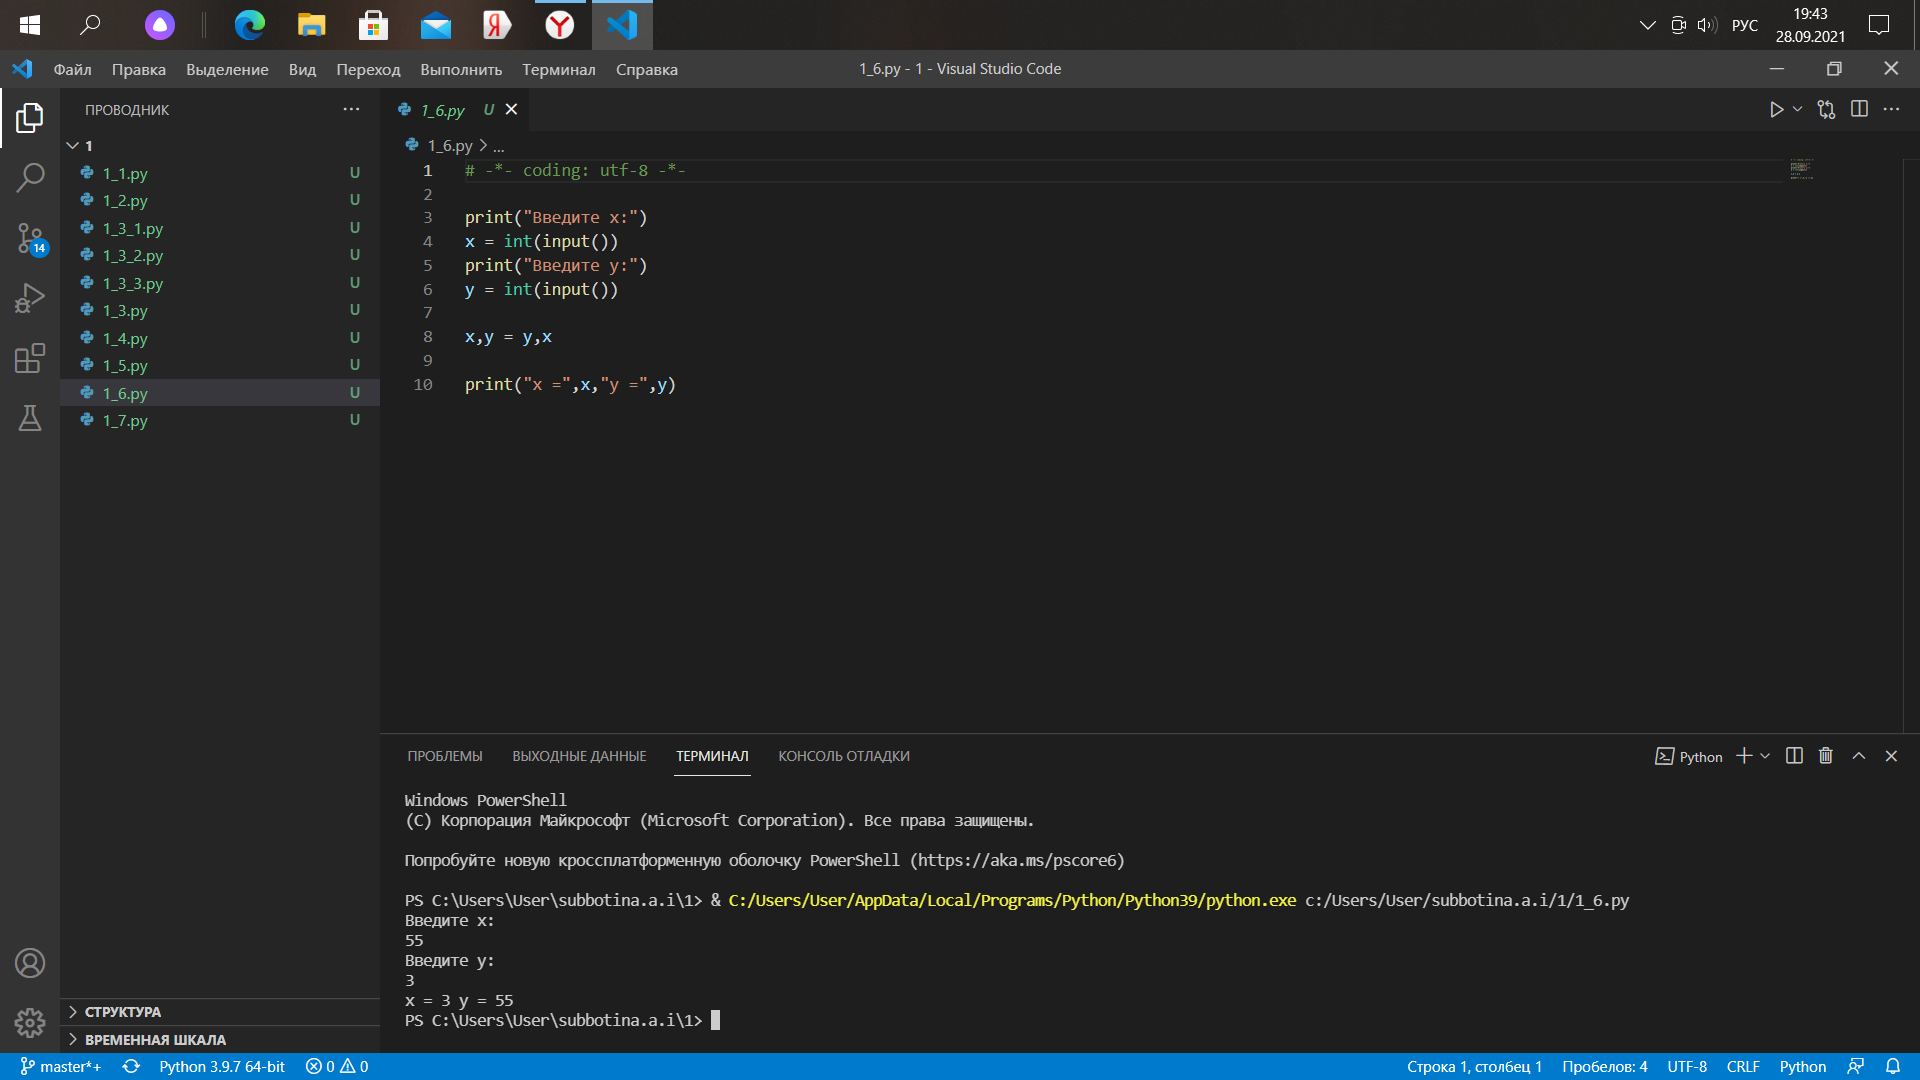 19:43
РУС
28.09.2021
Файл Правка Выделение Вид Переход Выполнить Терминал Справка
1_6.py - 1 - Visual Studio Code
ПРОВОДНИК
1_6.py U
1_6.py > ...
1
1_1.py U
1_2.py U
1_3_1.py U
1_3_2.py U
1_3_3.py U
1_3.py U
1_4.py U
1_5.py U
1_6.py U
1_7.py U
14
1 # -*- coding: utf-8 -*-
2
3 print("Введите x:")
4 x = int(input())
5 print("Введите y:")
6 y = int(input())
7
8 x,y = y,x
9
10 print("x =",x,"y =",y)
ПРОБЛЕМЫ ВЫХОДНЫЕ ДАННЫЕ ТЕРМИНАЛ КОНСОЛЬ ОТЛАДКИ
Python
Windows PowerShell
(C) Корпорация Майкрософт (Microsoft Corporation). Все права защищены.
Попробуйте новую кроссплатформенную оболочку PowerShell (https://aka.ms/pscore6)
PS C:\Users\User\subbotina.a.i\1> & C:/Users/User/AppData/Local/Programs/Python/Python39/python.exe c:/Users/User/subbotina.a.i/1/1_6.py
Введите x:
55
Введите y:
3
x = 3 y = 55
PS C:\Users\User\subbotina.a.i\1>
СТРУКТУРА
ВРЕМЕННАЯ ШКАЛА
master*+ Python 3.9.7 64-bit 0 0
Строка 1, столбец 1 Пробелов: 4 UTF-8 CRLF Python